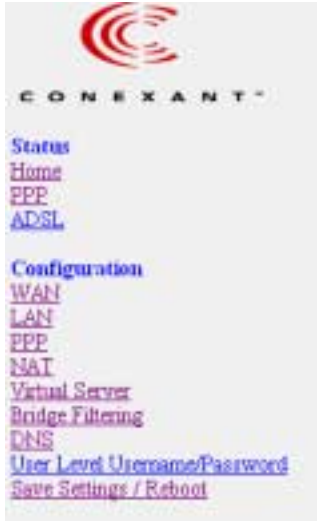 CONEXANT™
Status
Home
PPP
ADSL
Configuration
WAN
LAN
PPP
NAT
Virtual Server
Bridge Filtering
DNS
User Level Username/Password
Save Settings / Reboot